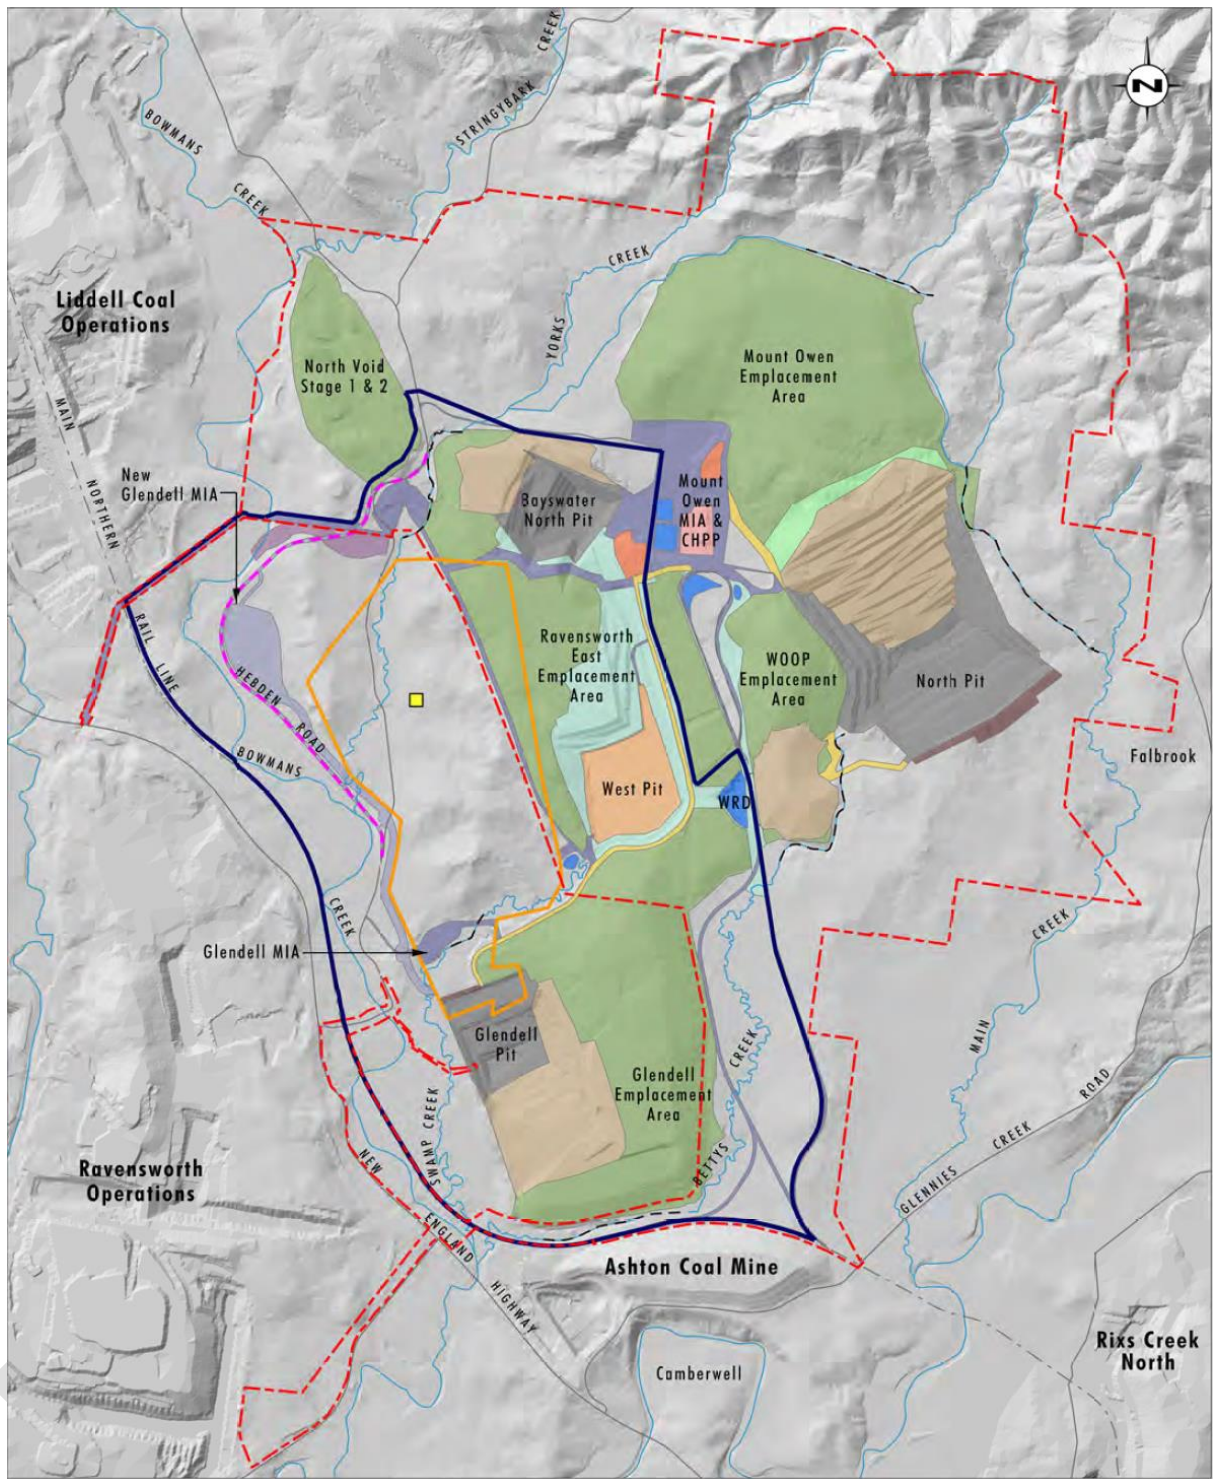 BOWMANS
CREEK
STRINGYBARK
CREEK
N
YORKS
CREEK
Liddell Coal
Operations
North Void
Stage 1 & 2
Mount Owen
Emplacement
Area
MAIN
NORTHERN
RAIL
LINE
New
Glendell MIA
Bayswater
North Pit
Mount
Owen
MIA &
CHPP
Ravensworth
East
Emplacement
Area
WOOP
Emplacement
Area
North Pit
HEBDEN
ROAD
BOWMANS
CREEK
West Pit
WRD
Falbrook
Glendell MIA
Glendell
Pit
Glendell
Emplacement
Area
SWAMP CREEK
BETTYS
CREEK
MAIN
CREEK
GLENNIES
CREEK
ROAD
Ravensworth
Operations
NEW
ENGLAND
HIGHWAY
Ashton Coal Mine
Camberwell
Rixs Creek
North